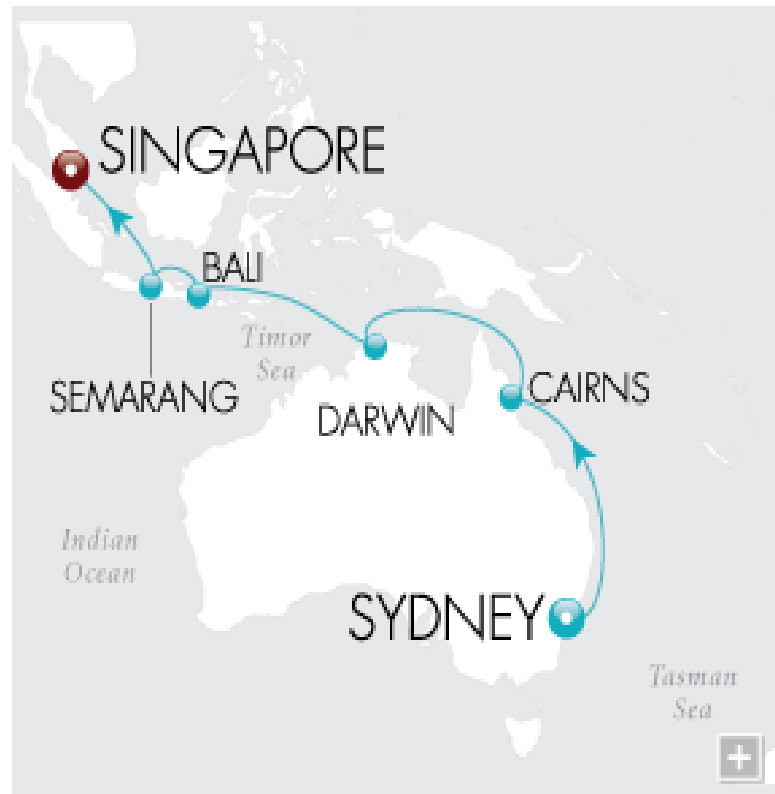 SINGAPORE
BALI
Timor
Sea
SEMARANG
CAIRNS
DARWIN
Indian
Ocean
SYDNEY
Tasman
Sea